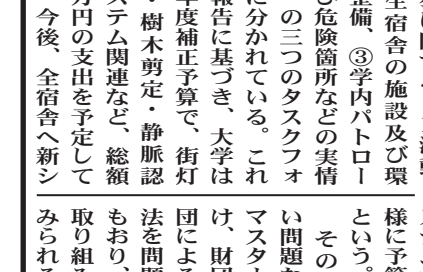 生宿舎の施設及び環
整備、③学内パトロー
び危険箇所などの実情
の三つのタスクフォ
に分かれている。これ
報告に基づき、大学は
年度補正予算で、街灯
・樹木剪定・静脈認
ステム関連など、総額
万円の支出を予定して
今後、全宿舎へ新シ
様に予算
という。
その
い問題な
マスター
け、財団
団による
法を問題
もおり、
取り組み
みられる